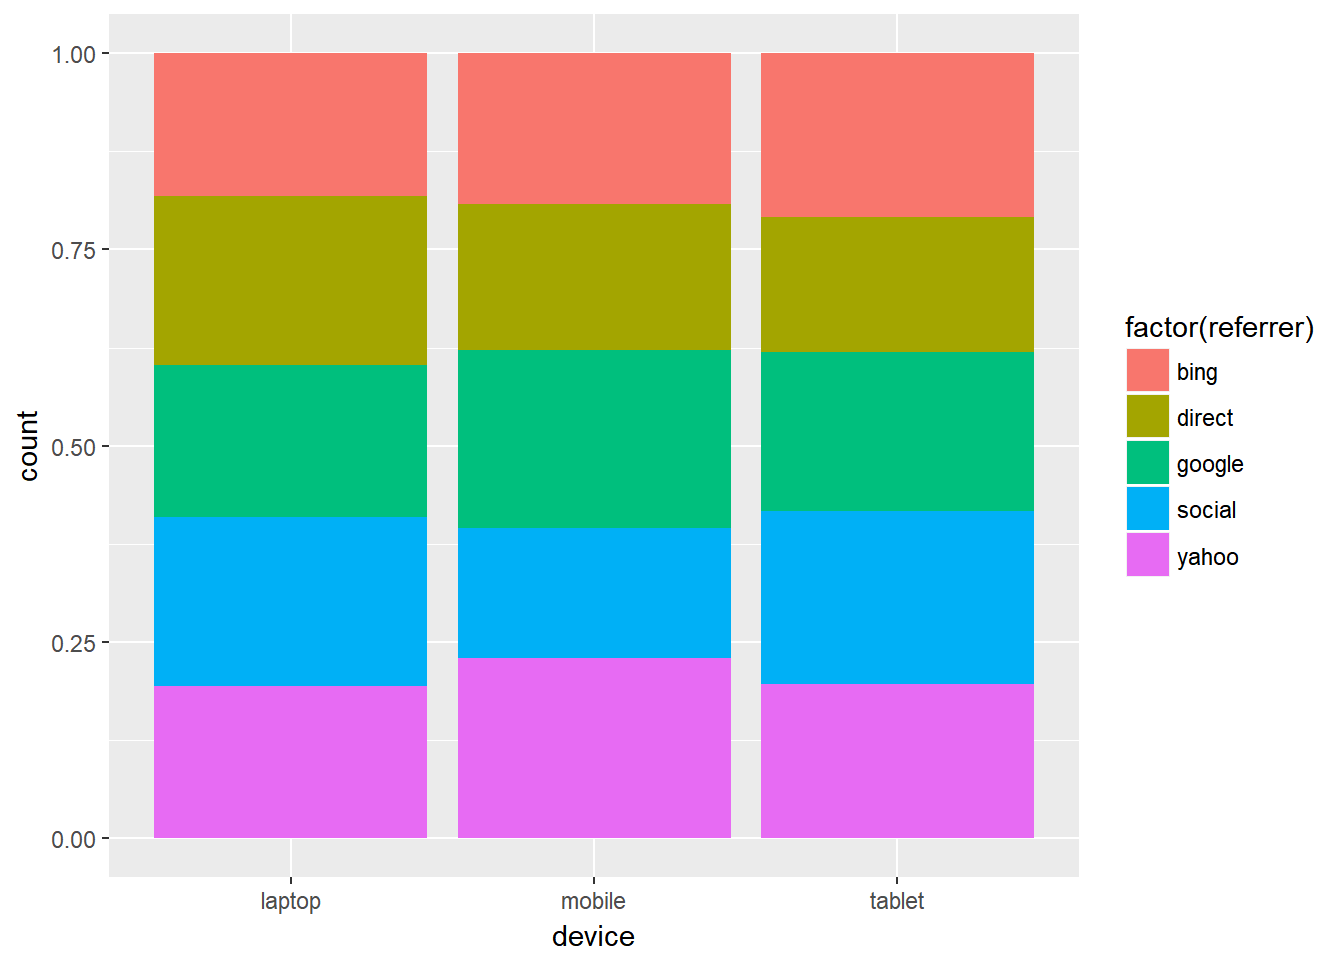 1.00
0.75
0.50
0.25
0.00
count
laptop
mobile
tablet
device
factor(referrer)
bing
direct
google
social
yahoo